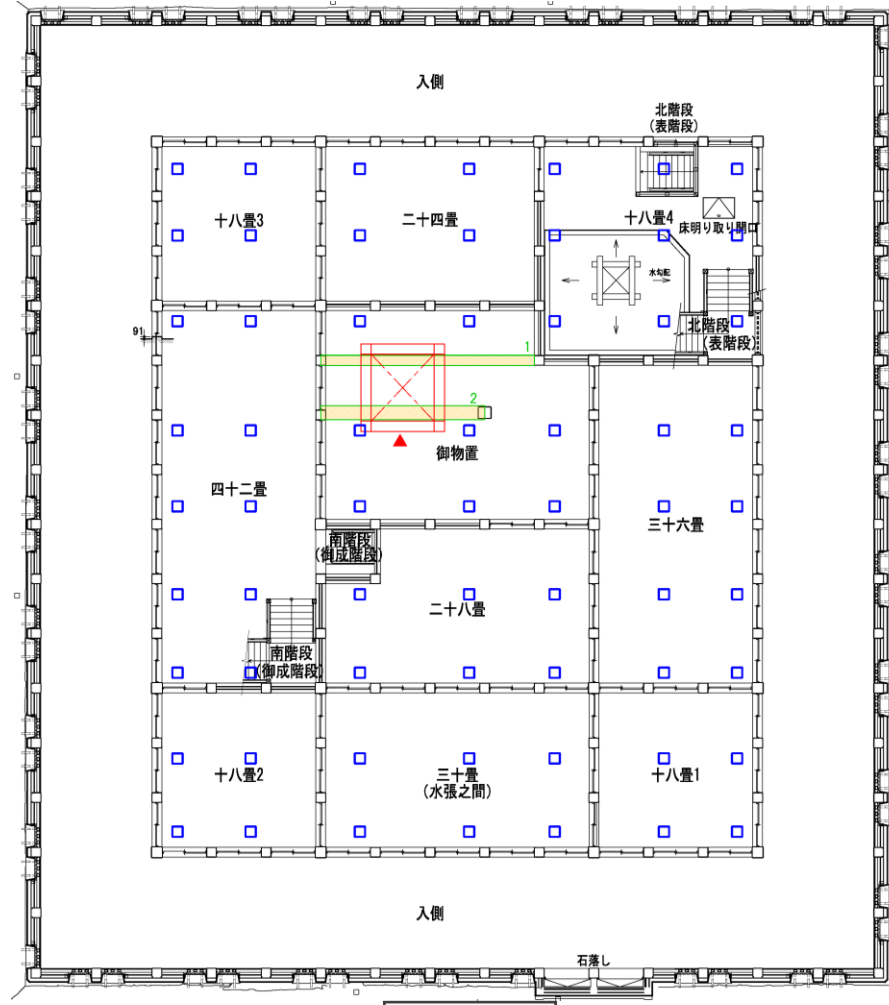 入側
北階段
(表階段)
十八畳3
二十四畳
十八畳4
床明り取り開口
水勾配
北階段
(表階段)
91
1
2
御物置
四十二畳
三十六畳
南階段
(御成階段)
二十八畳
南階段
(御成階段)
十八畳2
三十畳
(水張之間)
十八畳1
入側
石落し